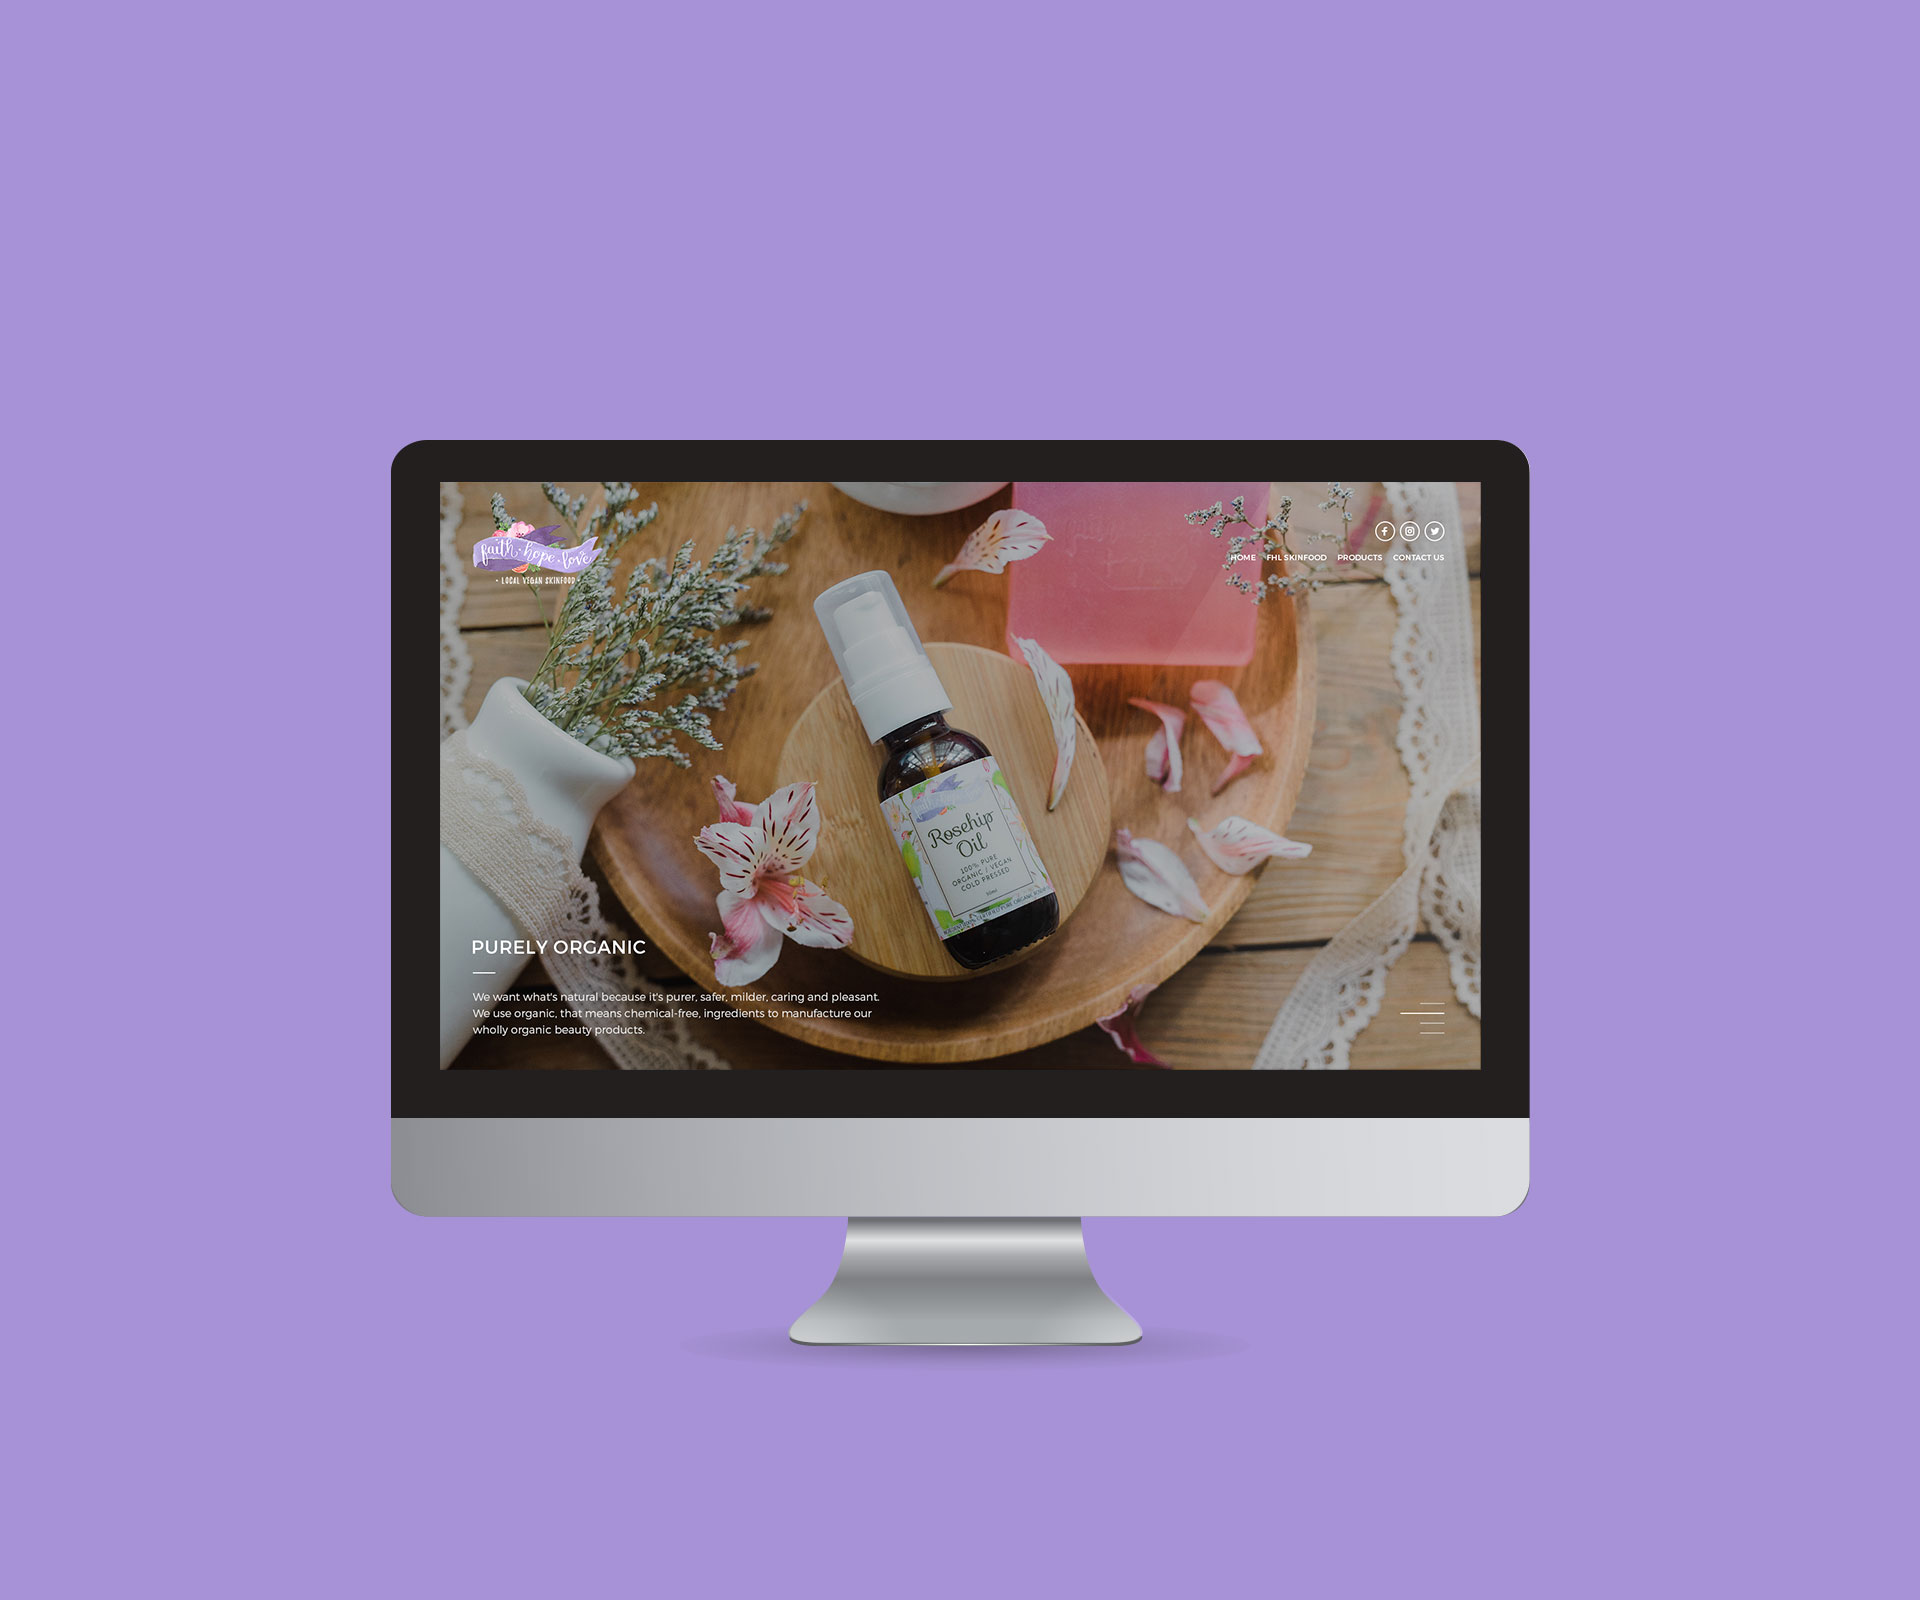 faith · hope · love
• LOCAL VEGAN SKINFOOD •
HOME FHL SKINFOOD PRODUCTS CONTACT US
Rosehip
Oil
100% PURE
ORGANIC / VEGAN
COLD PRESSED
PURELY ORGANIC
We want what's natural because it's purer, safer, milder, caring and pleasant.
We use organic, that means chemical-free, ingredients to manufacture our
wholly organic beauty products.